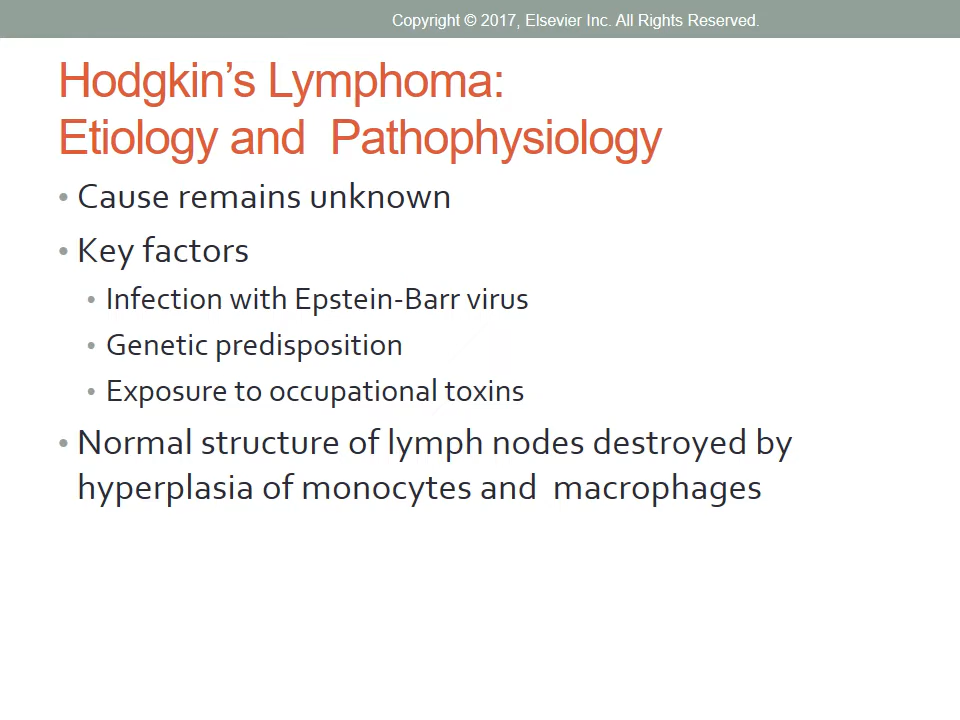 Copyright © 2017, Elsevier Inc. All Rights Reserved.
Hodgkin’s Lymphoma:
Etiology and  Pathophysiology
• Cause remains unknown
• Key factors
• Infection with Epstein-Barr virus
• Genetic predisposition
• Exposure to occupational toxins
• Normal structure of lymph nodes destroyed by
hyperplasia of monocytes and  macrophages